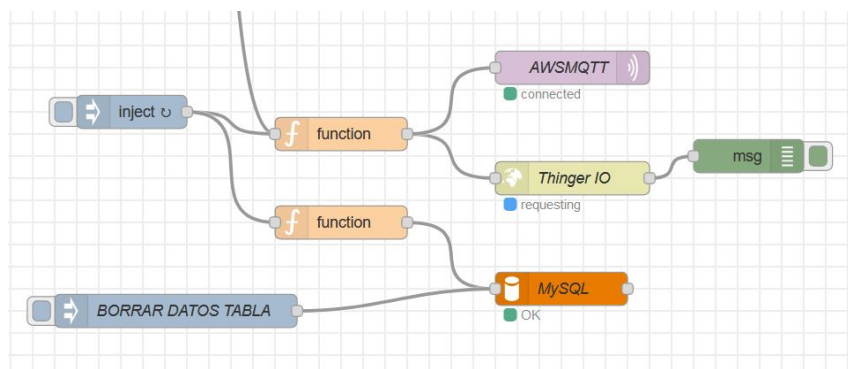 AWSMQTT
connected
inject ↻
function
msg
Thinger IO
requesting
function
MySQL
BORRAR DATOS TABLA
OK